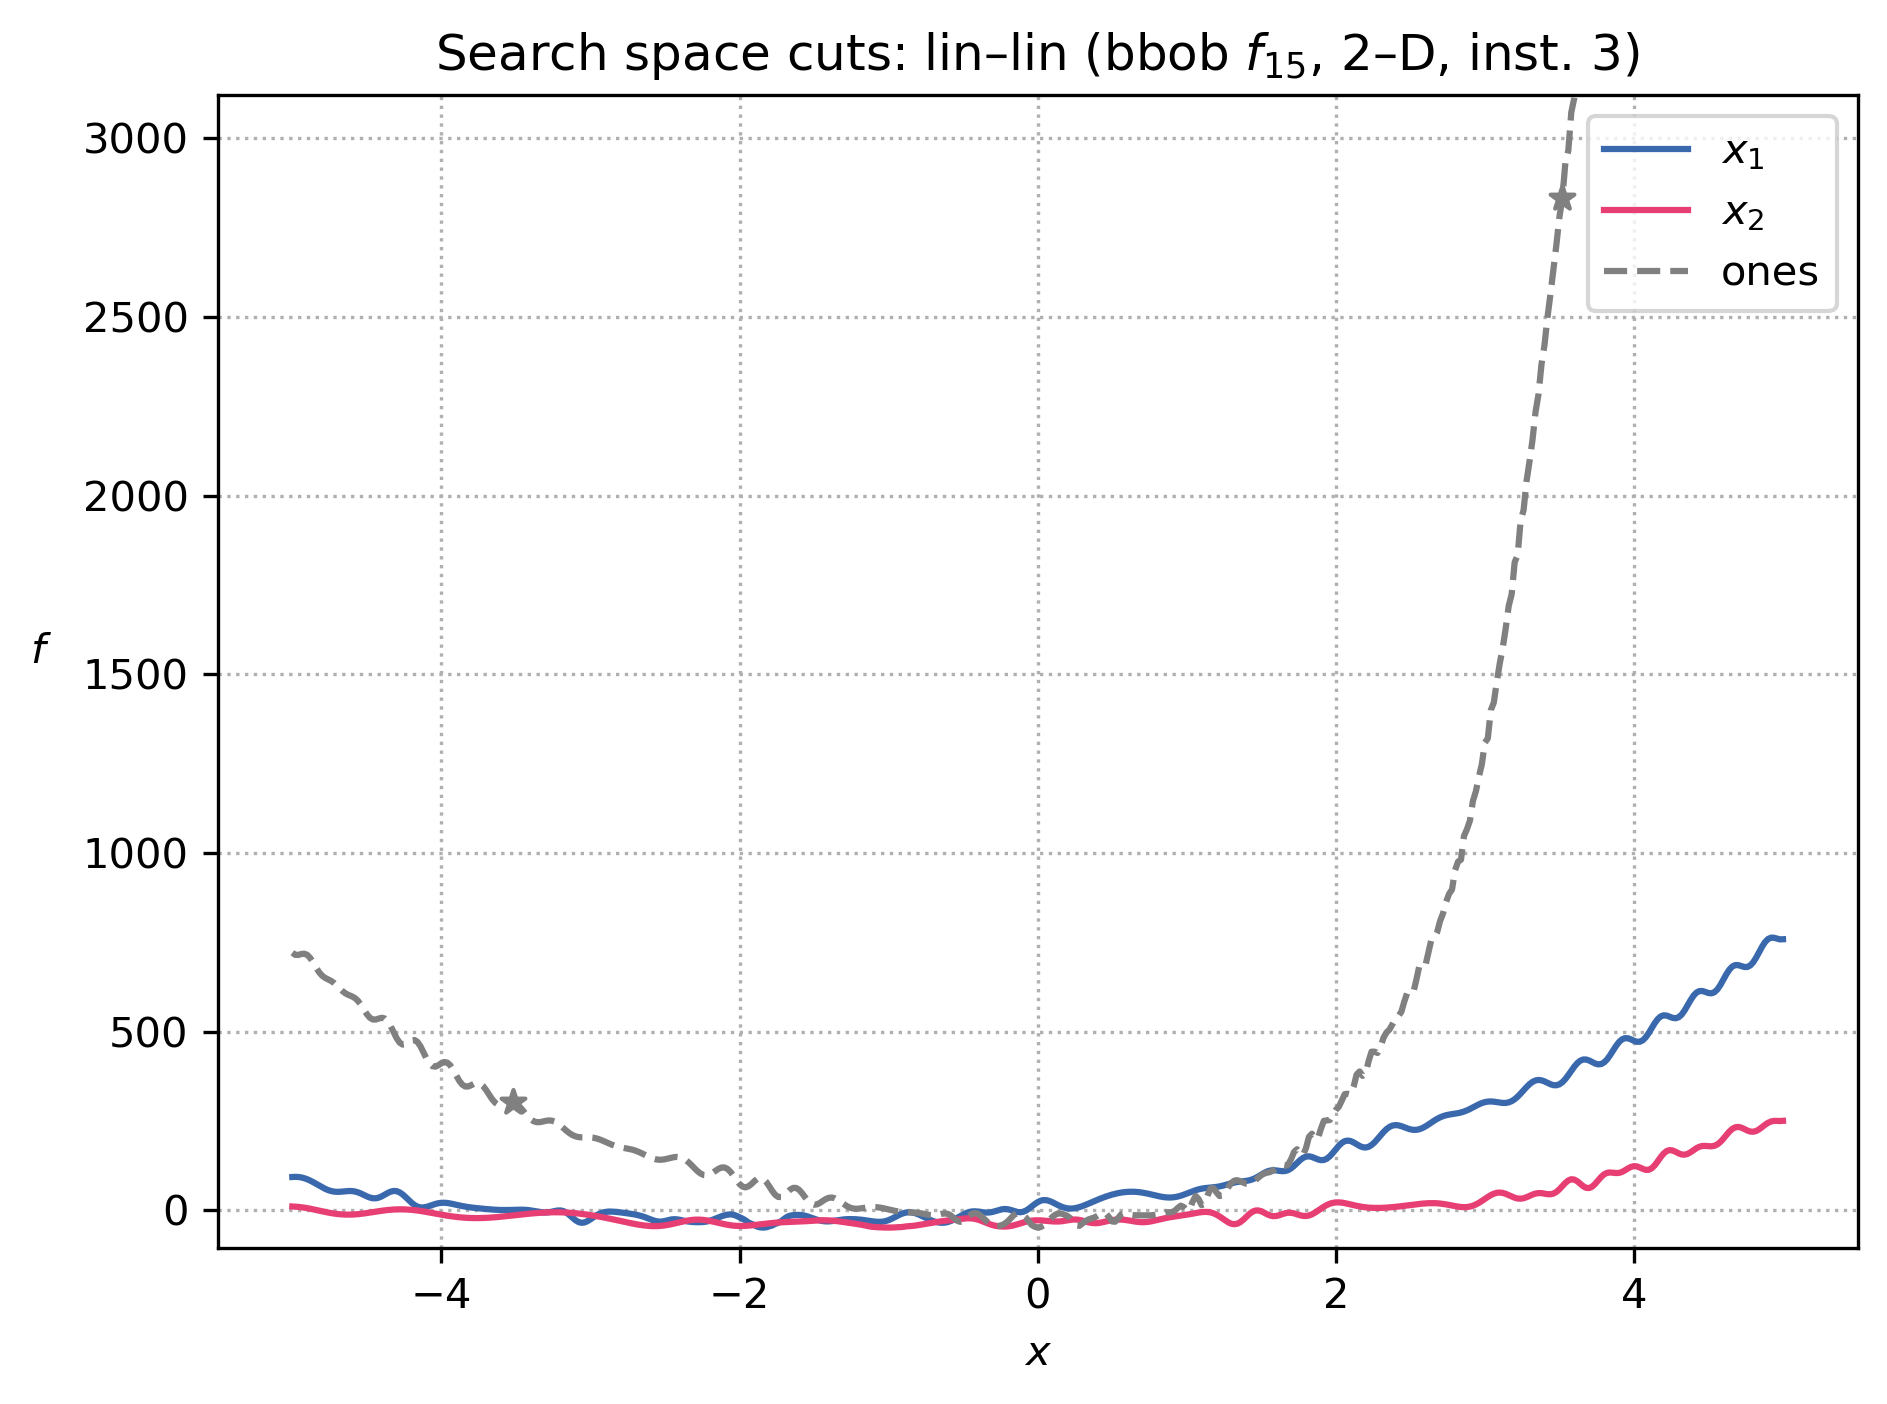 Search space cuts: lin–lin (bbob f15, 2–D, inst. 3)
3000
2500
2000
1500
1000
500
0
f
−4
−2
0
2
4
x
x1
x2
ones